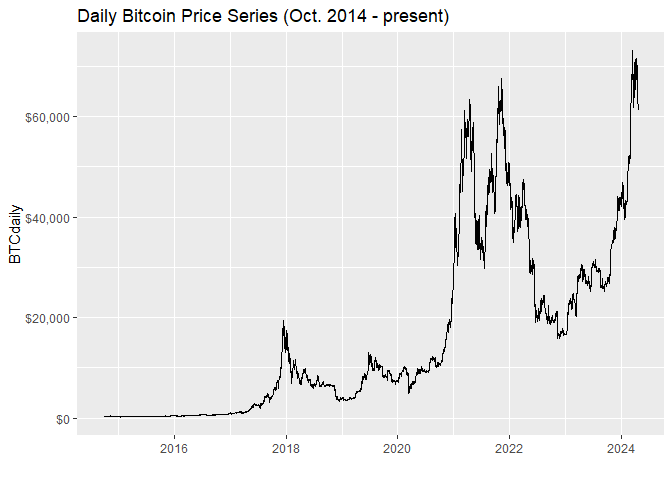 Daily Bitcoin Price Series (Oct. 2014 - present)
$60,000
$40,000
$20,000
$0
BTCdaily
2016 2018 2020 2022 2024